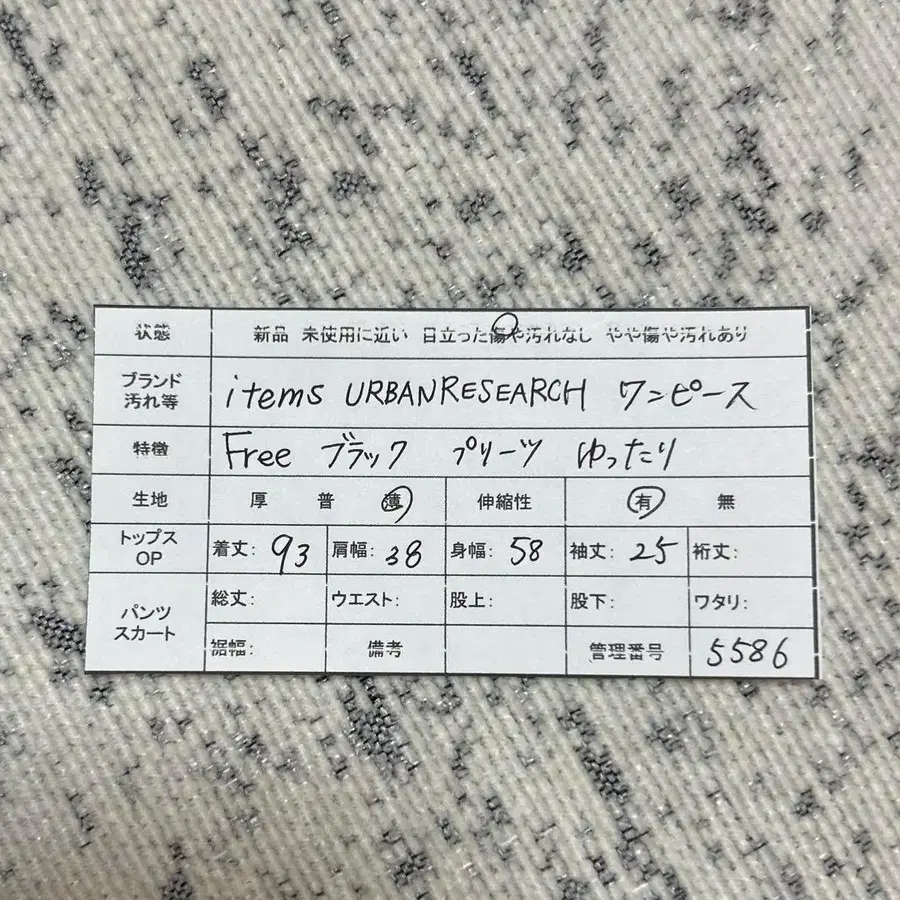 状態 新品 未使用に近い 目立った傷や汚れなし やや傷や汚れあり
ブランド
汚れ等 items URBAN RESEARCH ワンピース
特徴 Free ブラック プリーツ ゆったり
生地 厚 普 薄 伸縮性 有 無
トップス
OP 着丈: 93 肩幅: 38 身幅: 58 袖丈: 25 裄丈:
パンツ
スカート 総丈: ウエスト: 股上: 股下: ワタリ:
裾幅: 備考 管理番号 5586